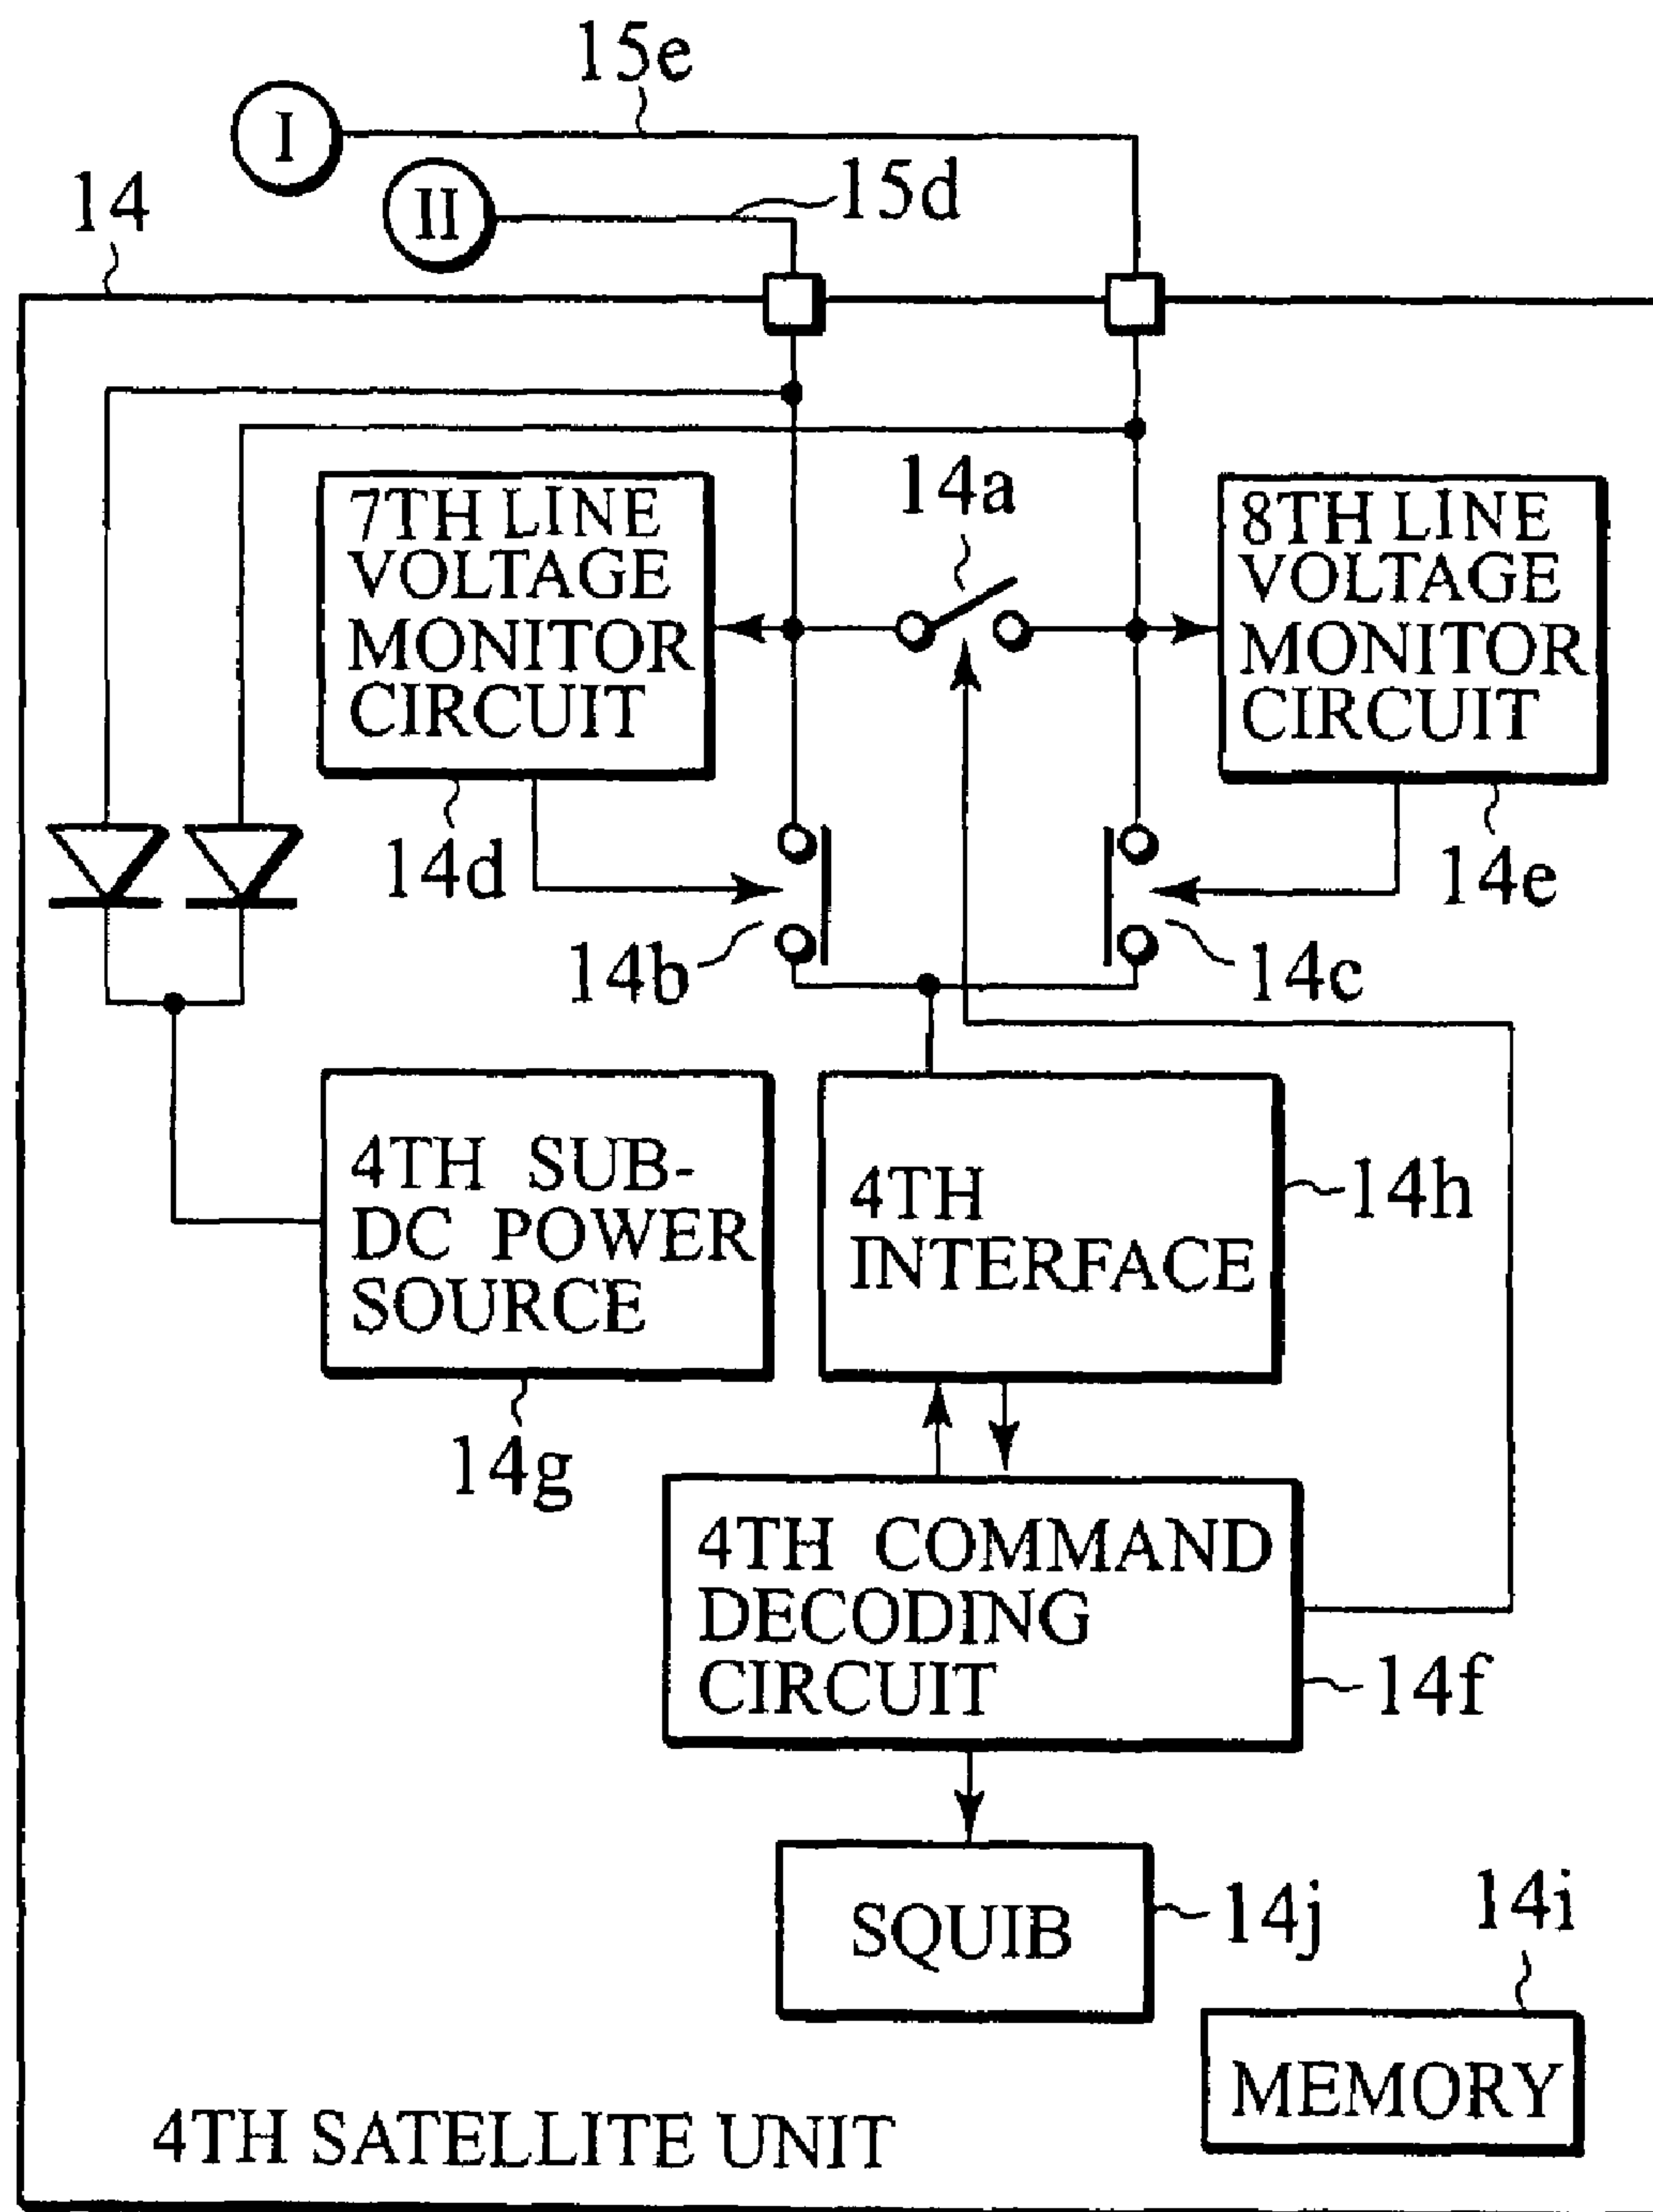 15e
I
II
15d
14
7TH LINE
VOLTAGE
MONITOR
CIRCUIT
14a
8TH LINE
VOLTAGE
MONITOR
CIRCUIT
14d
14e
14b
14c
4TH SUB-
DC POWER
SOURCE
4TH
INTERFACE
14h
14g
4TH COMMAND
DECODING
CIRCUIT
14f
SQUIB
14j
14i
MEMORY
4TH SATELLITE UNIT